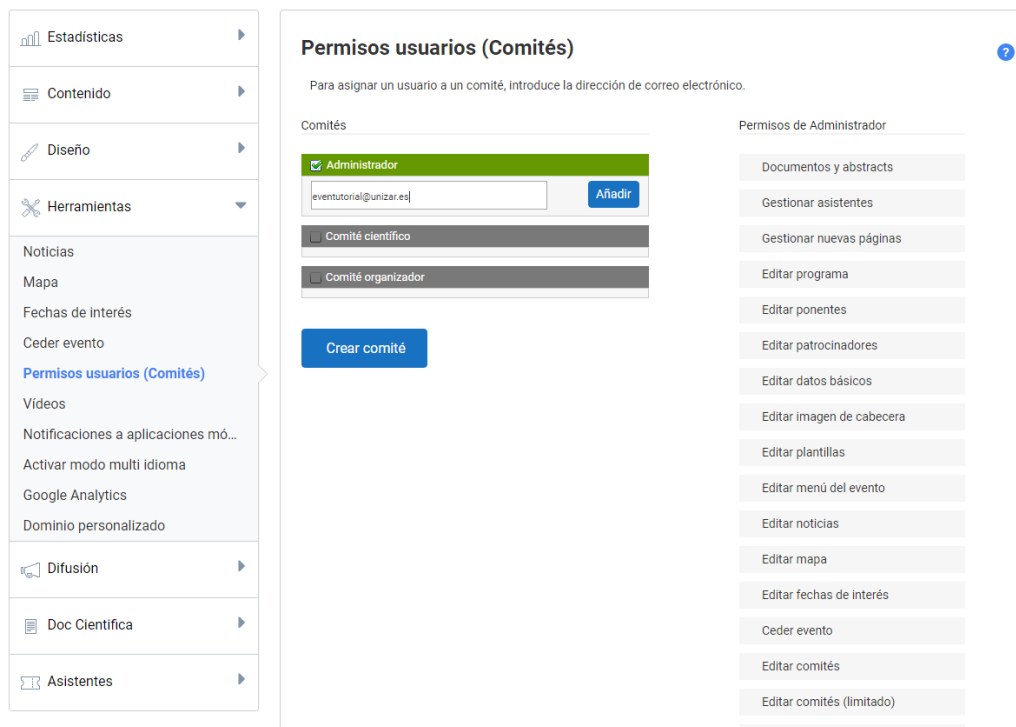 Estadísticas
Contenido
Diseño
Herramientas
Noticias
Mapa
Fechas de interés
Ceder evento
Permisos usuarios (Comités)
Vídeos
Notificaciones a aplicaciones mó...
Activar modo multi idioma
Google Analytics
Dominio personalizado
Difusión
Doc Cientifica
Asistentes
Permisos usuarios (Comités)
?
Para asignar un usuario a un comité, introduce la dirección de correo electrónico.
Comités
Administrador
eventutorial@unizar.es
Añadir
Comité científico
Comité organizador
Crear comité
Permisos de Administrador
Documentos y abstracts
Gestionar asistentes
Gestionar nuevas páginas
Editar programa
Editar ponentes
Editar patrocinadores
Editar datos básicos
Editar imagen de cabecera
Editar plantillas
Editar menú del evento
Editar noticias
Editar mapa
Editar fechas de interés
Ceder evento
Editar comités
Editar comités (limitado)